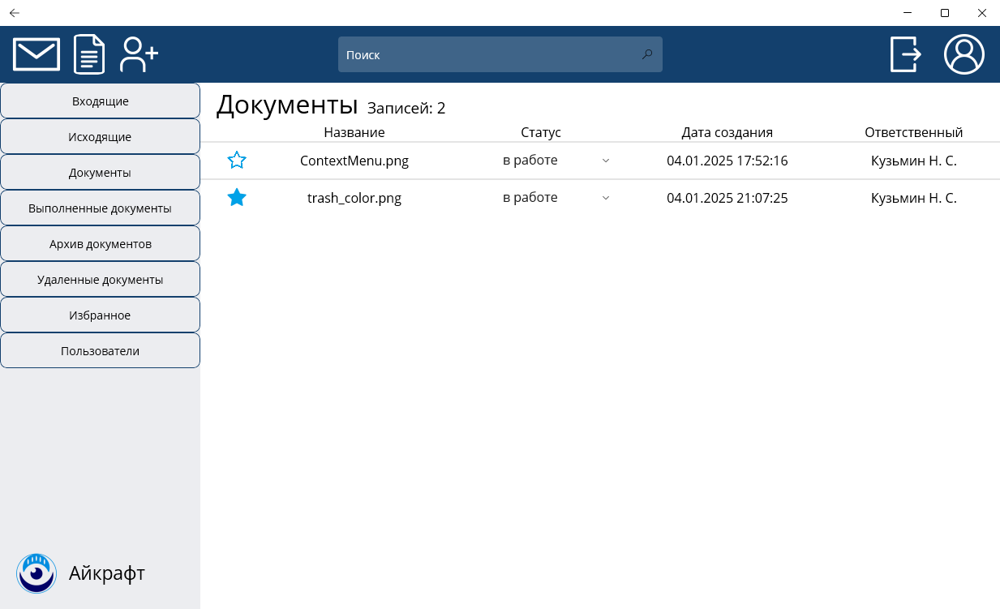 Поиск
Входящие
Исходящие
Документы
Выполненные документы
Архив документов
Удаленные документы
Избранное
Пользователи
Айкрафт
Документы Записей: 2
Название Статус Дата создания Ответственный
ContextMenu.png в работе 04.01.2025 17:52:16 Кузьмин Н. С.
trash_color.png в работе 04.01.2025 21:07:25 Кузьмин Н. С.